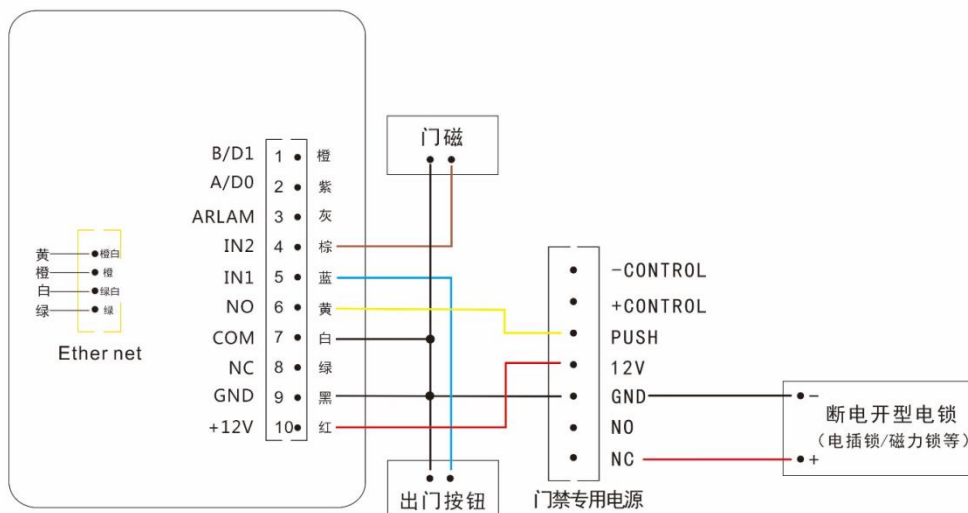 门磁
B/D1 1 橙
A/D0 2 紫
ARLAM 3 灰
IN2 4 棕
IN1 5 蓝
NO 6 黄
COM 7 白
NC 8 绿
GND 9 黑
+12V 10 红
黄 橙白
橙 橙
白 绿白
绿 绿
Ether net
-CONTROL
+CONTROL
PUSH
12V
GND
NO
NC
门禁专用电源
出门按钮
-
断电开型电锁
（电插锁/磁力锁等）
+